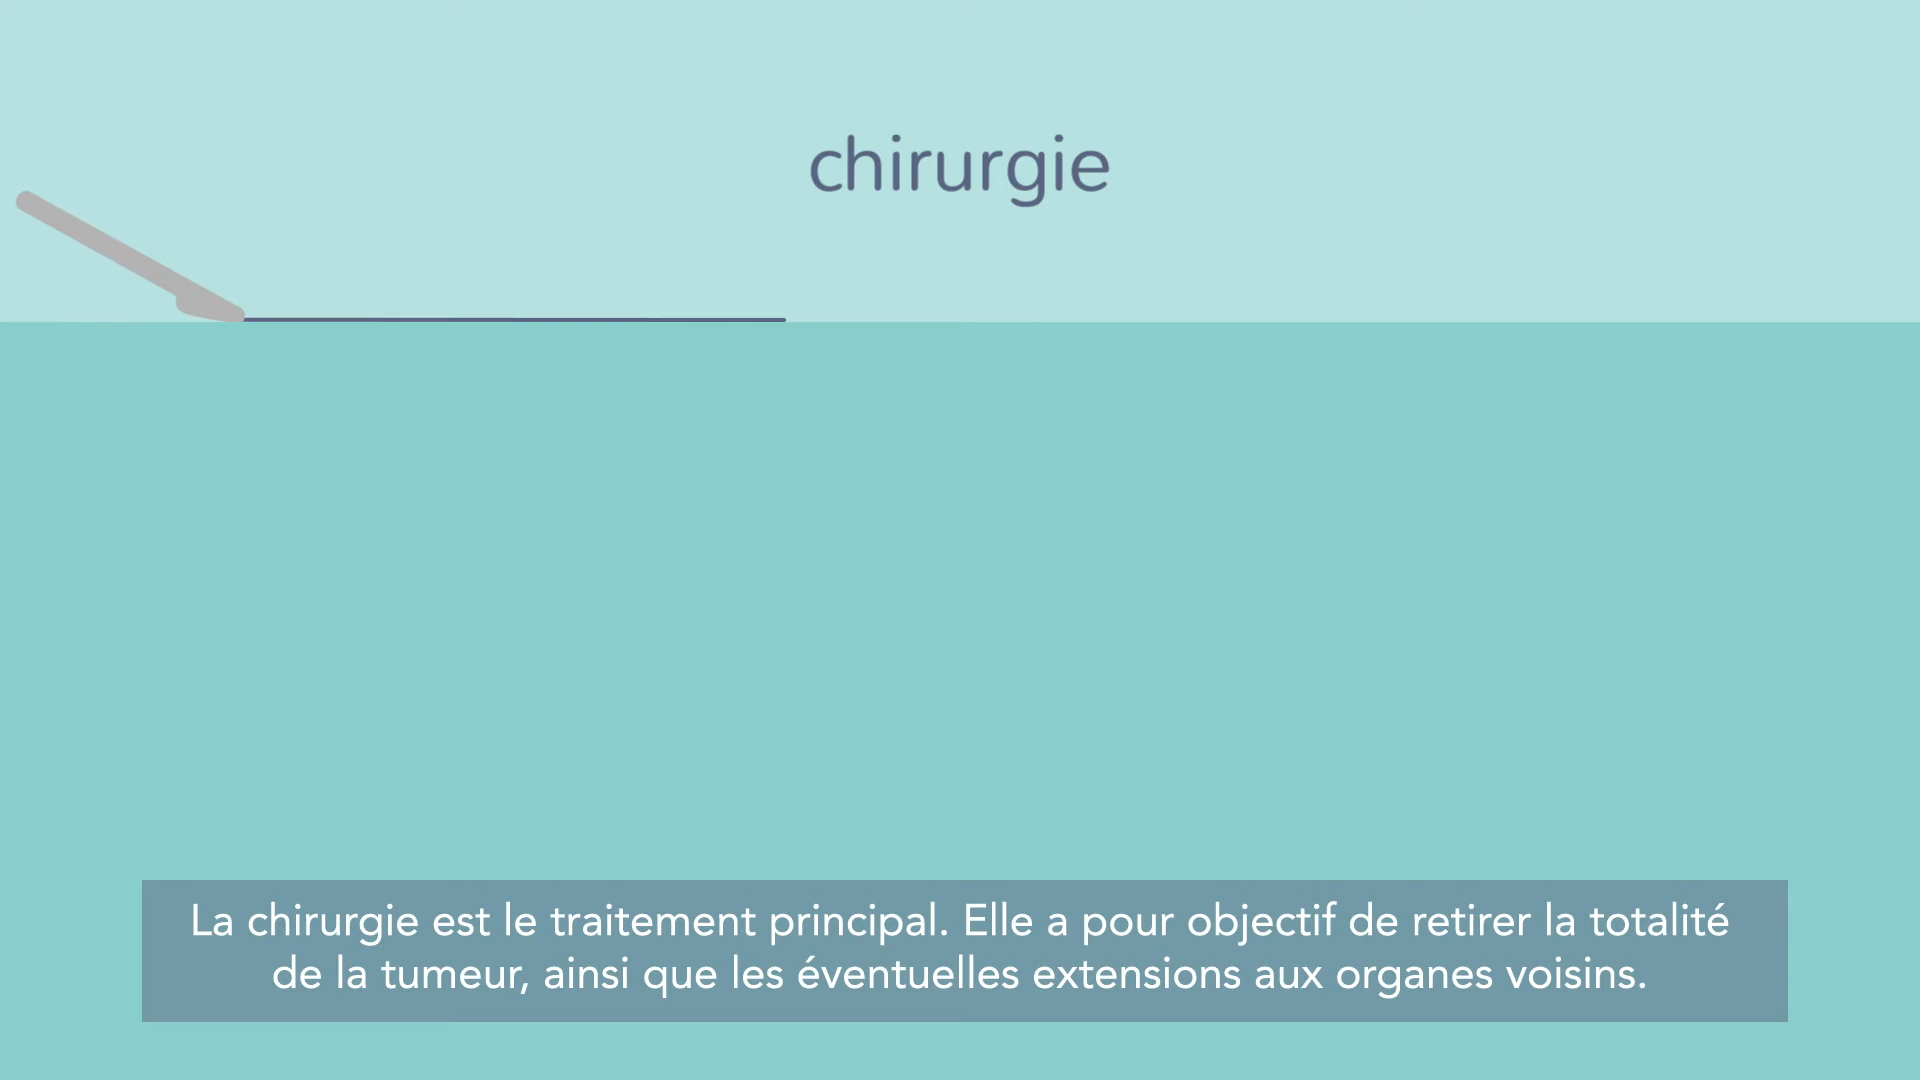 chirurgie
La chirurgie est le traitement principal. Elle a pour objectif de retirer la totalité
de la tumeur, ainsi que les éventuelles extensions aux organes voisins.